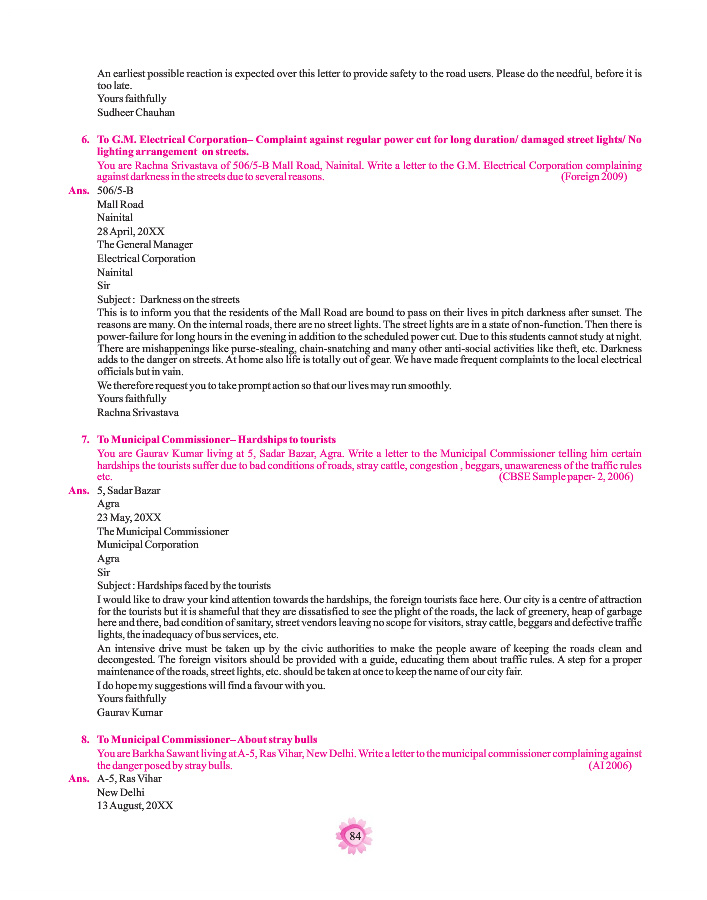 An earliest possible reaction is expected over this letter to provide safety to the road users. Please do the needful, before it is
too late.
Yours faithfully
Sudheer Chauhan
6. To G.M. Electrical Corporation– Complaint against regular power cut for long duration/ damaged street lights/ No
lighting arrangement on streets.
You are Rachna Srivastava of 506/5-B Mall Road, Nainital. Write a letter to the G.M. Electrical Corporation complaining
against darkness in the streets due to several reasons. (Foreign 2009)
Ans. 506/5-B
Mall Road
Nainital
28 April, 20XX
The General Manager
Electrical Corporation
Nainital
Sir
Subject : Darkness on the streets
This is to inform you that the residents of the Mall Road are bound to pass on their lives in pitch darkness after sunset. The
reasons are many. On the internal roads, there are no street lights. The street lights are in a state of non-function. Then there is
power-failure for long hours in the evening in addition to the scheduled power cut. Due to this students cannot study at night.
There are mishappenings like purse-stealing, chain-snatching and many other anti-social activities like theft, etc. Darkness
adds to the danger on streets. At home also life is totally out of gear. We have made frequent complaints to the local electrical
officials but in vain.
We therefore request you to take prompt action so that our lives may run smoothly.
Yours faithfully
Rachna Srivastava
7. To Municipal Commissioner– Hardships to tourists
You are Gaurav Kumar living at 5, Sadar Bazar, Agra. Write a letter to the Municipal Commissioner telling him certain
hardships the tourists suffer due to bad conditions of roads, stray cattle, congestion , beggars, unawareness of the traffic rules
etc. (CBSE Sample paper- 2, 2006)
Ans. 5, Sadar Bazar
Agra
23 May, 20XX
The Municipal Commissioner
Municipal Corporation
Agra
Sir
Subject : Hardships faced by the tourists
I would like to draw your kind attention towards the hardships, the foreign tourists face here. Our city is a centre of attraction
for the tourists but it is shameful that they are dissatisfied to see the plight of the roads, the lack of greenery, heap of garbage
here and there, bad condition of sanitary, street vendors leaving no scope for visitors, stray cattle, beggars and defective traffic
lights, the inadequacy of bus services, etc.
An intensive drive must be taken up by the civic authorities to make the people aware of keeping the roads clean and
decongested. The foreign visitors should be provided with a guide, educating them about traffic rules. A step for a proper
maintenance of the roads, street lights, etc. should be taken at once to keep the name of our city fair.
I do hope my suggestions will find a favour with you.
Yours faithfully
Gaurav Kumar
8. To Municipal Commissioner– About stray bulls
You are Barkha Sawant living at A-5, Ras Vihar, New Delhi. Write a letter to the municipal commissioner complaining against
the danger posed by stray bulls. (AI 2006)
Ans. A-5, Ras Vihar
New Delhi
13 August, 20XX
84